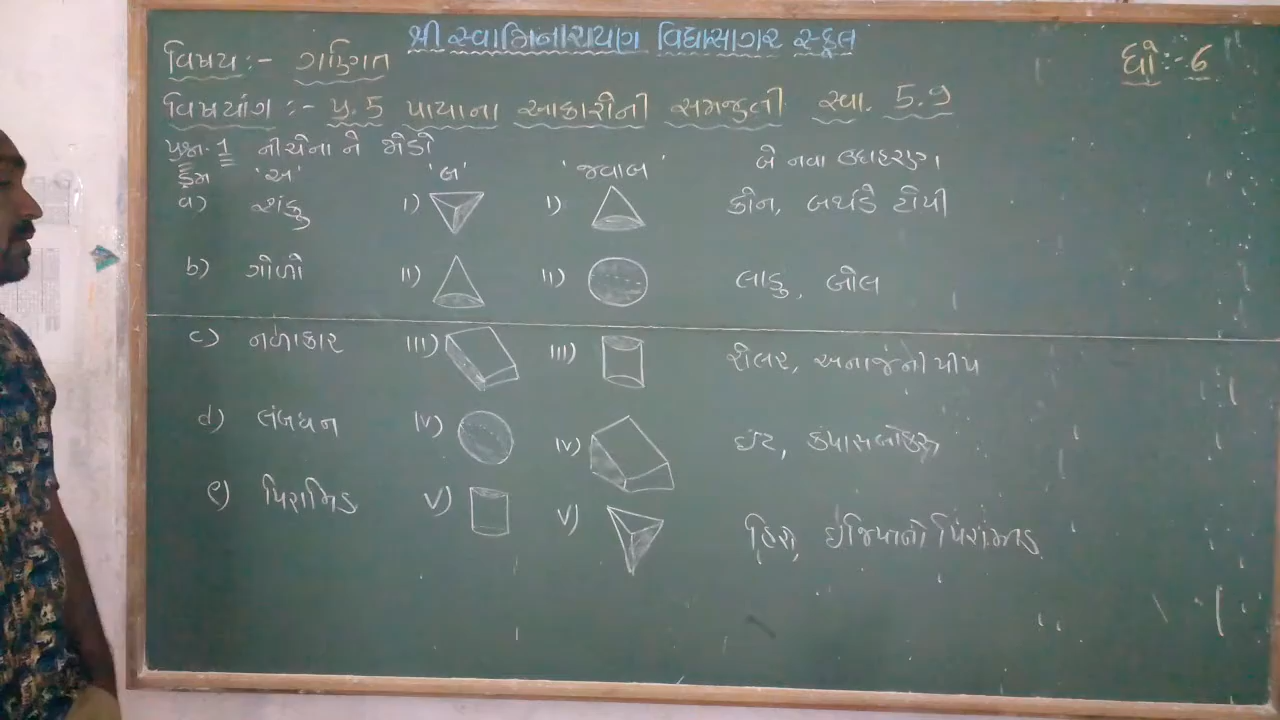 શ્રી સ્વામિનારાયણ વિદ્યાસાગર સ્કૂલ
વિષય :- ગણિત
ધો :- 6
વિષયાંગ :- પ્ર. 5 પાયાના આકારોની સમજુતી સ્વા. 5.9
પ્રશ્ન-1 નીચેના ને જોડો
ક્રમ 'અ' 'બ' 'જવાબ' બે નવા ઉદાહરણ
a) શંકુ i) i) કોન, બર્થડે ટોપી
b) ગોળો ii) ii) લાડુ, બોલ
c) નળાકાર iii) iii) રોલર, અનાજની પીપ
d) લંબઘન iv) iv) ઇંટ, કંપાસબોક્સ
e) પિરામિડ v) v) હિરો, ઇજિપ્તનો પિરામીડ